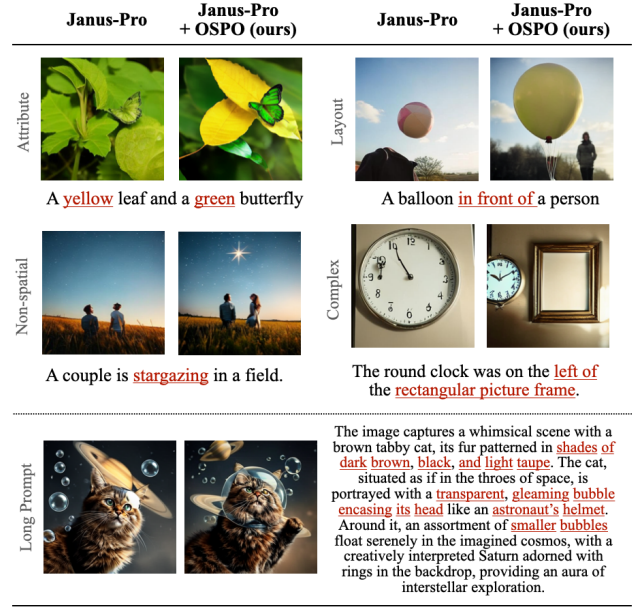 Janus-Pro
Janus-Pro
+ OSPO (ours)
Janus-Pro
Janus-Pro
+ OSPO (ours)
Attribute
A yellow leaf and a green butterfly
Layout
A balloon in front of a person
Non-spatial
A couple is stargazing in a field.
Complex
The round clock was on the left of
the rectangular picture frame.
Long Prompt
The image captures a whimsical scene with a
brown tabby cat, its fur patterned in shades of
dark brown, black, and light taupe. The cat,
situated as if in the throes of space, is
portrayed with a transparent, gleaming bubble
encasing its head like an astronaut's helmet.
Around it, an assortment of smaller bubbles
float serenely in the imagined cosmos, with a
creatively interpreted Saturn adorned with
rings in the backdrop, providing an aura of
interstellar exploration.